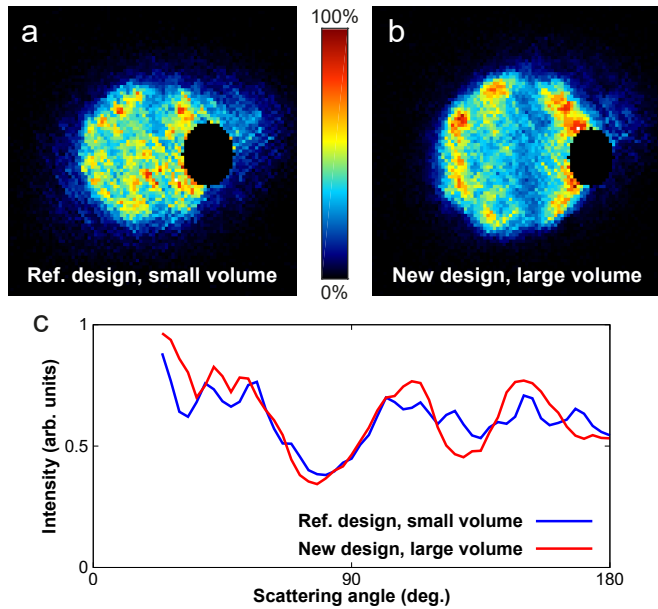 a
100%
b
Ref. design, small volume
0%
New design, large volume
c
1
0.5
0
Intensity (arb. units)
Ref. design, small volume
New design, large volume
0
90
180
Scattering angle (deg.)